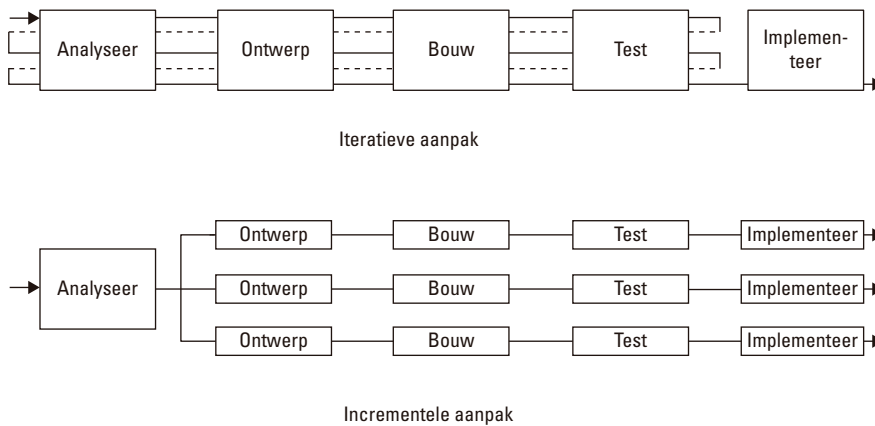 Analyseer
Ontwerp
Bouw
Test
Implemen-
teer
Iteratieve aanpak
Ontwerp
Bouw
Test
Implementeer
Analyseer
Ontwerp
Bouw
Test
Implementeer
Ontwerp
Bouw
Test
Implementeer
Incrementele aanpak